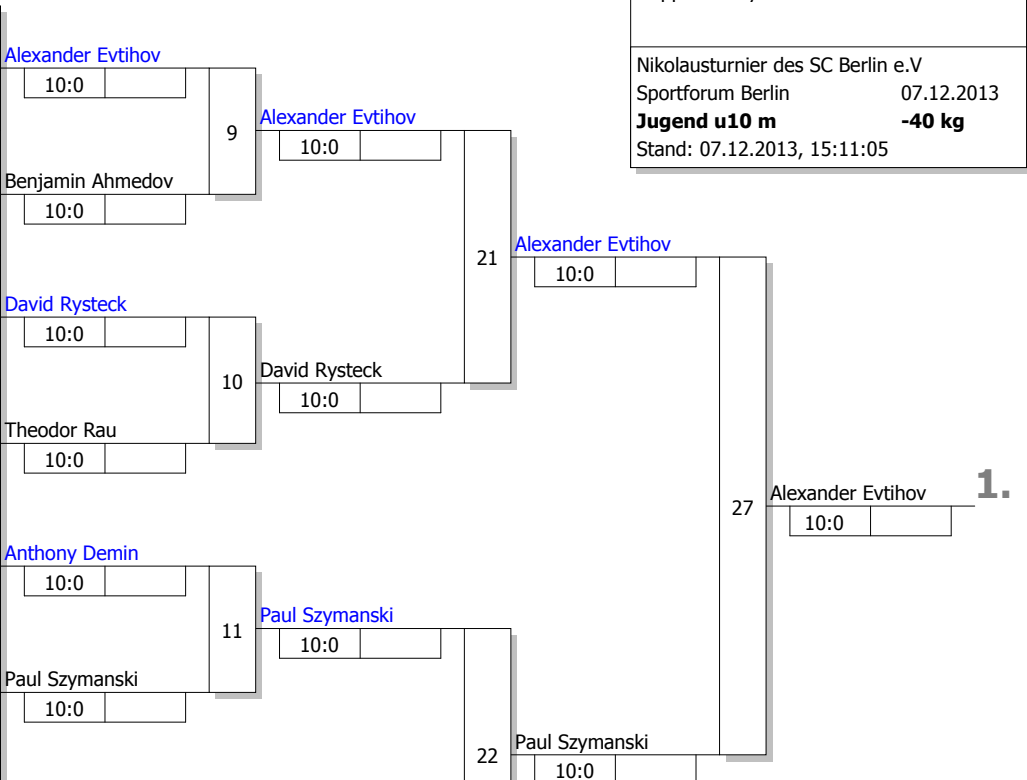 Nikolausturnier des SC Berlin e.V
Sportforum Berlin 07.12.2013
Jugend u10 m -40 kg
Stand: 07.12.2013, 15:11:05
Alexander Evtihov
10:0
9
Benjamin Ahmedov
10:0
Alexander Evtihov
10:0
David Rysteck
10:0
10
Theodor Rau
10:0
David Rysteck
10:0
21
Alexander Evtihov
10:0
Anthony Demin
10:0
11
Paul Szymanski
10:0
Paul Szymanski
10:0
22
Paul Szymanski
10:0
27
Alexander Evtihov 1.
10:0